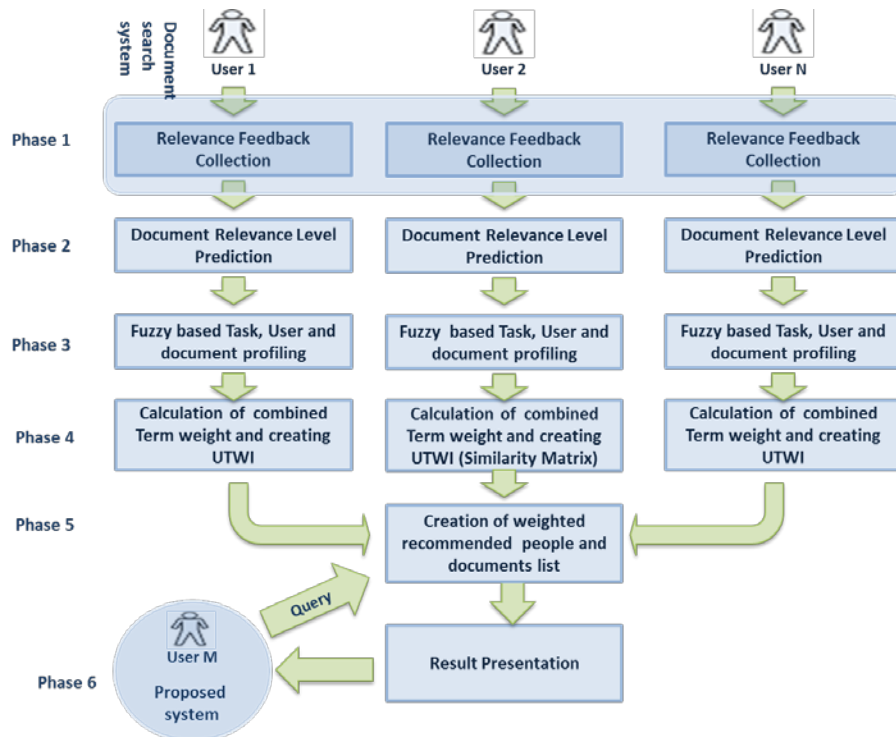 Document
search
system
User 1
User 2
User N
Phase 1
Relevance Feedback
Collection
Relevance Feedback
Collection
Relevance Feedback
Collection
Phase 2
Document Relevance Level
Prediction
Document Relevance Level
Prediction
Document Relevance Level
Prediction
Phase 3
Fuzzy based Task, User and
document profiling
Fuzzy based Task, User and
document profiling
Fuzzy based Task, User and
document profiling
Phase 4
Calculation of combined
Term weight and creating
UTWI
Calculation of combined
Term weight and creating
UTWI (Similarity Matrix)
Calculation of combined
Term weight and creating
UTWI
Phase 5
Creation of weighted
recommended people and
documents list
Query
User M
Proposed
system
Result Presentation
Phase 6